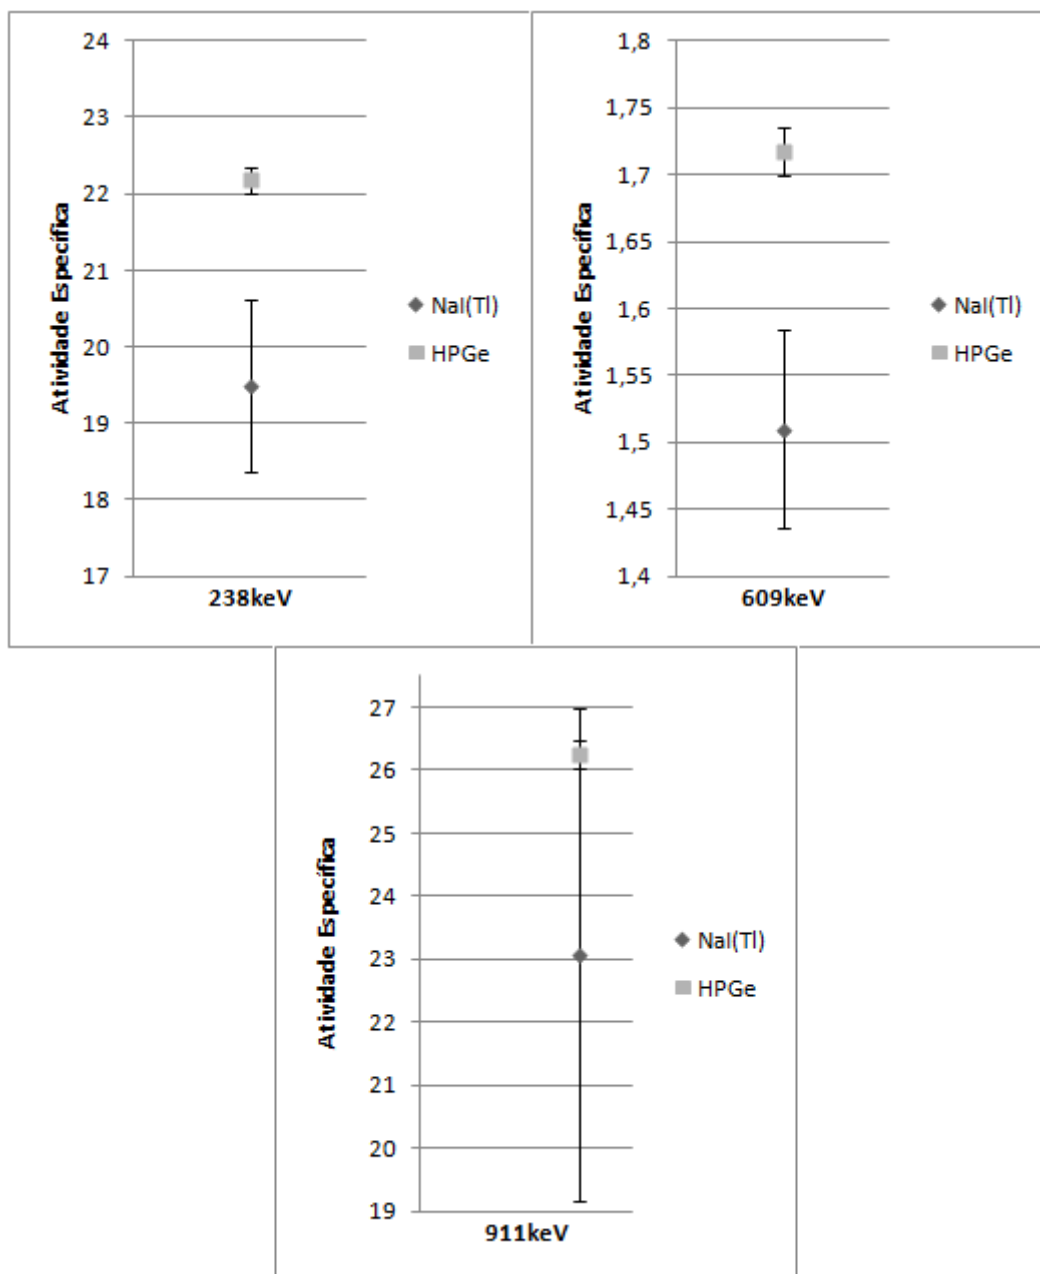 24
23
22
21
20
19
18
17
Atividade Específica
238keV
NaI(Tl)
HPGe
1,8
1,75
1,7
1,65
1,6
1,55
1,5
1,45
1,4
Atividade Específica
609keV
NaI(Tl)
HPGe
27
26
25
24
23
22
21
20
19
Atividade Específica
911keV
NaI(Tl)
HPGe